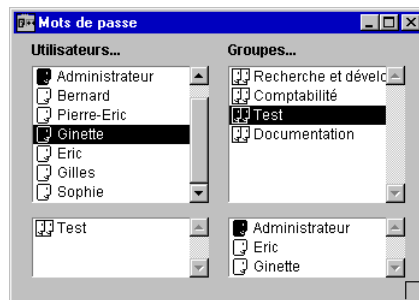 Mots de passe
Utilisateurs...
Administrateur
Bernard
Pierre-Eric
Ginette
Eric
Gilles
Sophie
Groupes...
Recherche et dévelc
Comptabilité
Test
Documentation
Test
Administrateur
Eric
Ginette